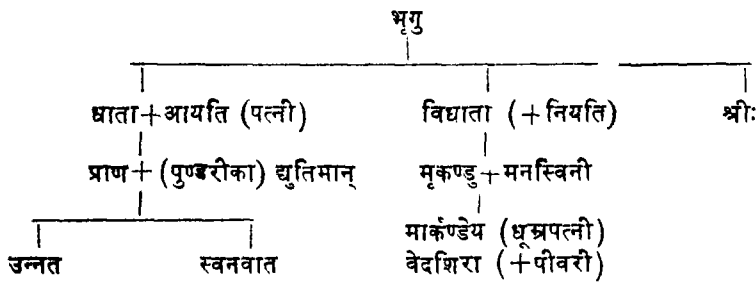 भृगु
धाता+आयति (पत्नी) विधाता (+नियति) श्रीः
प्राण+(पुण्डरीका) द्युतिमान् मृकण्डु+मनस्विनी
मार्कण्डेय (धूम्रपत्नी)
उन्नत स्वनवात वेदशिरा (+पीवरी)